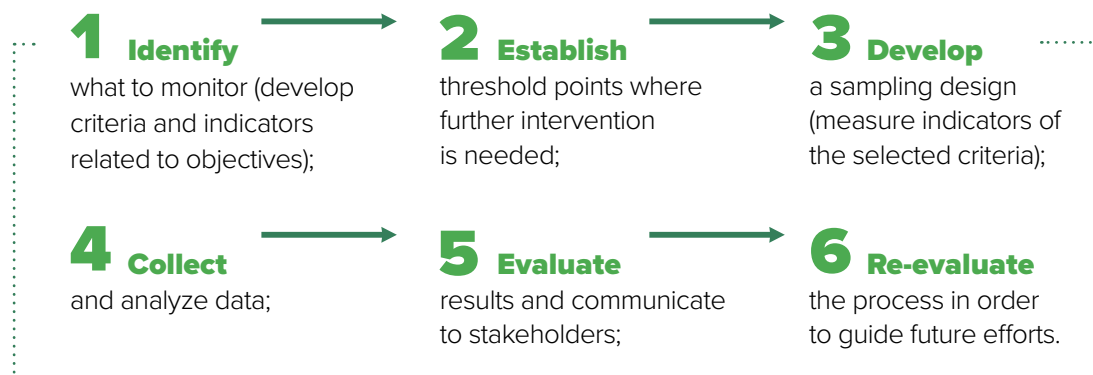 1 Identify
what to monitor (develop
criteria and indicators
related to objectives);
2 Establish
threshold points where
further intervention
is needed;
3 Develop
a sampling design
(measure indicators of
the selected criteria);
4 Collect
and analyze data;
5 Evaluate
results and communicate
to stakeholders;
6 Re-evaluate
the process in order
to guide future efforts.